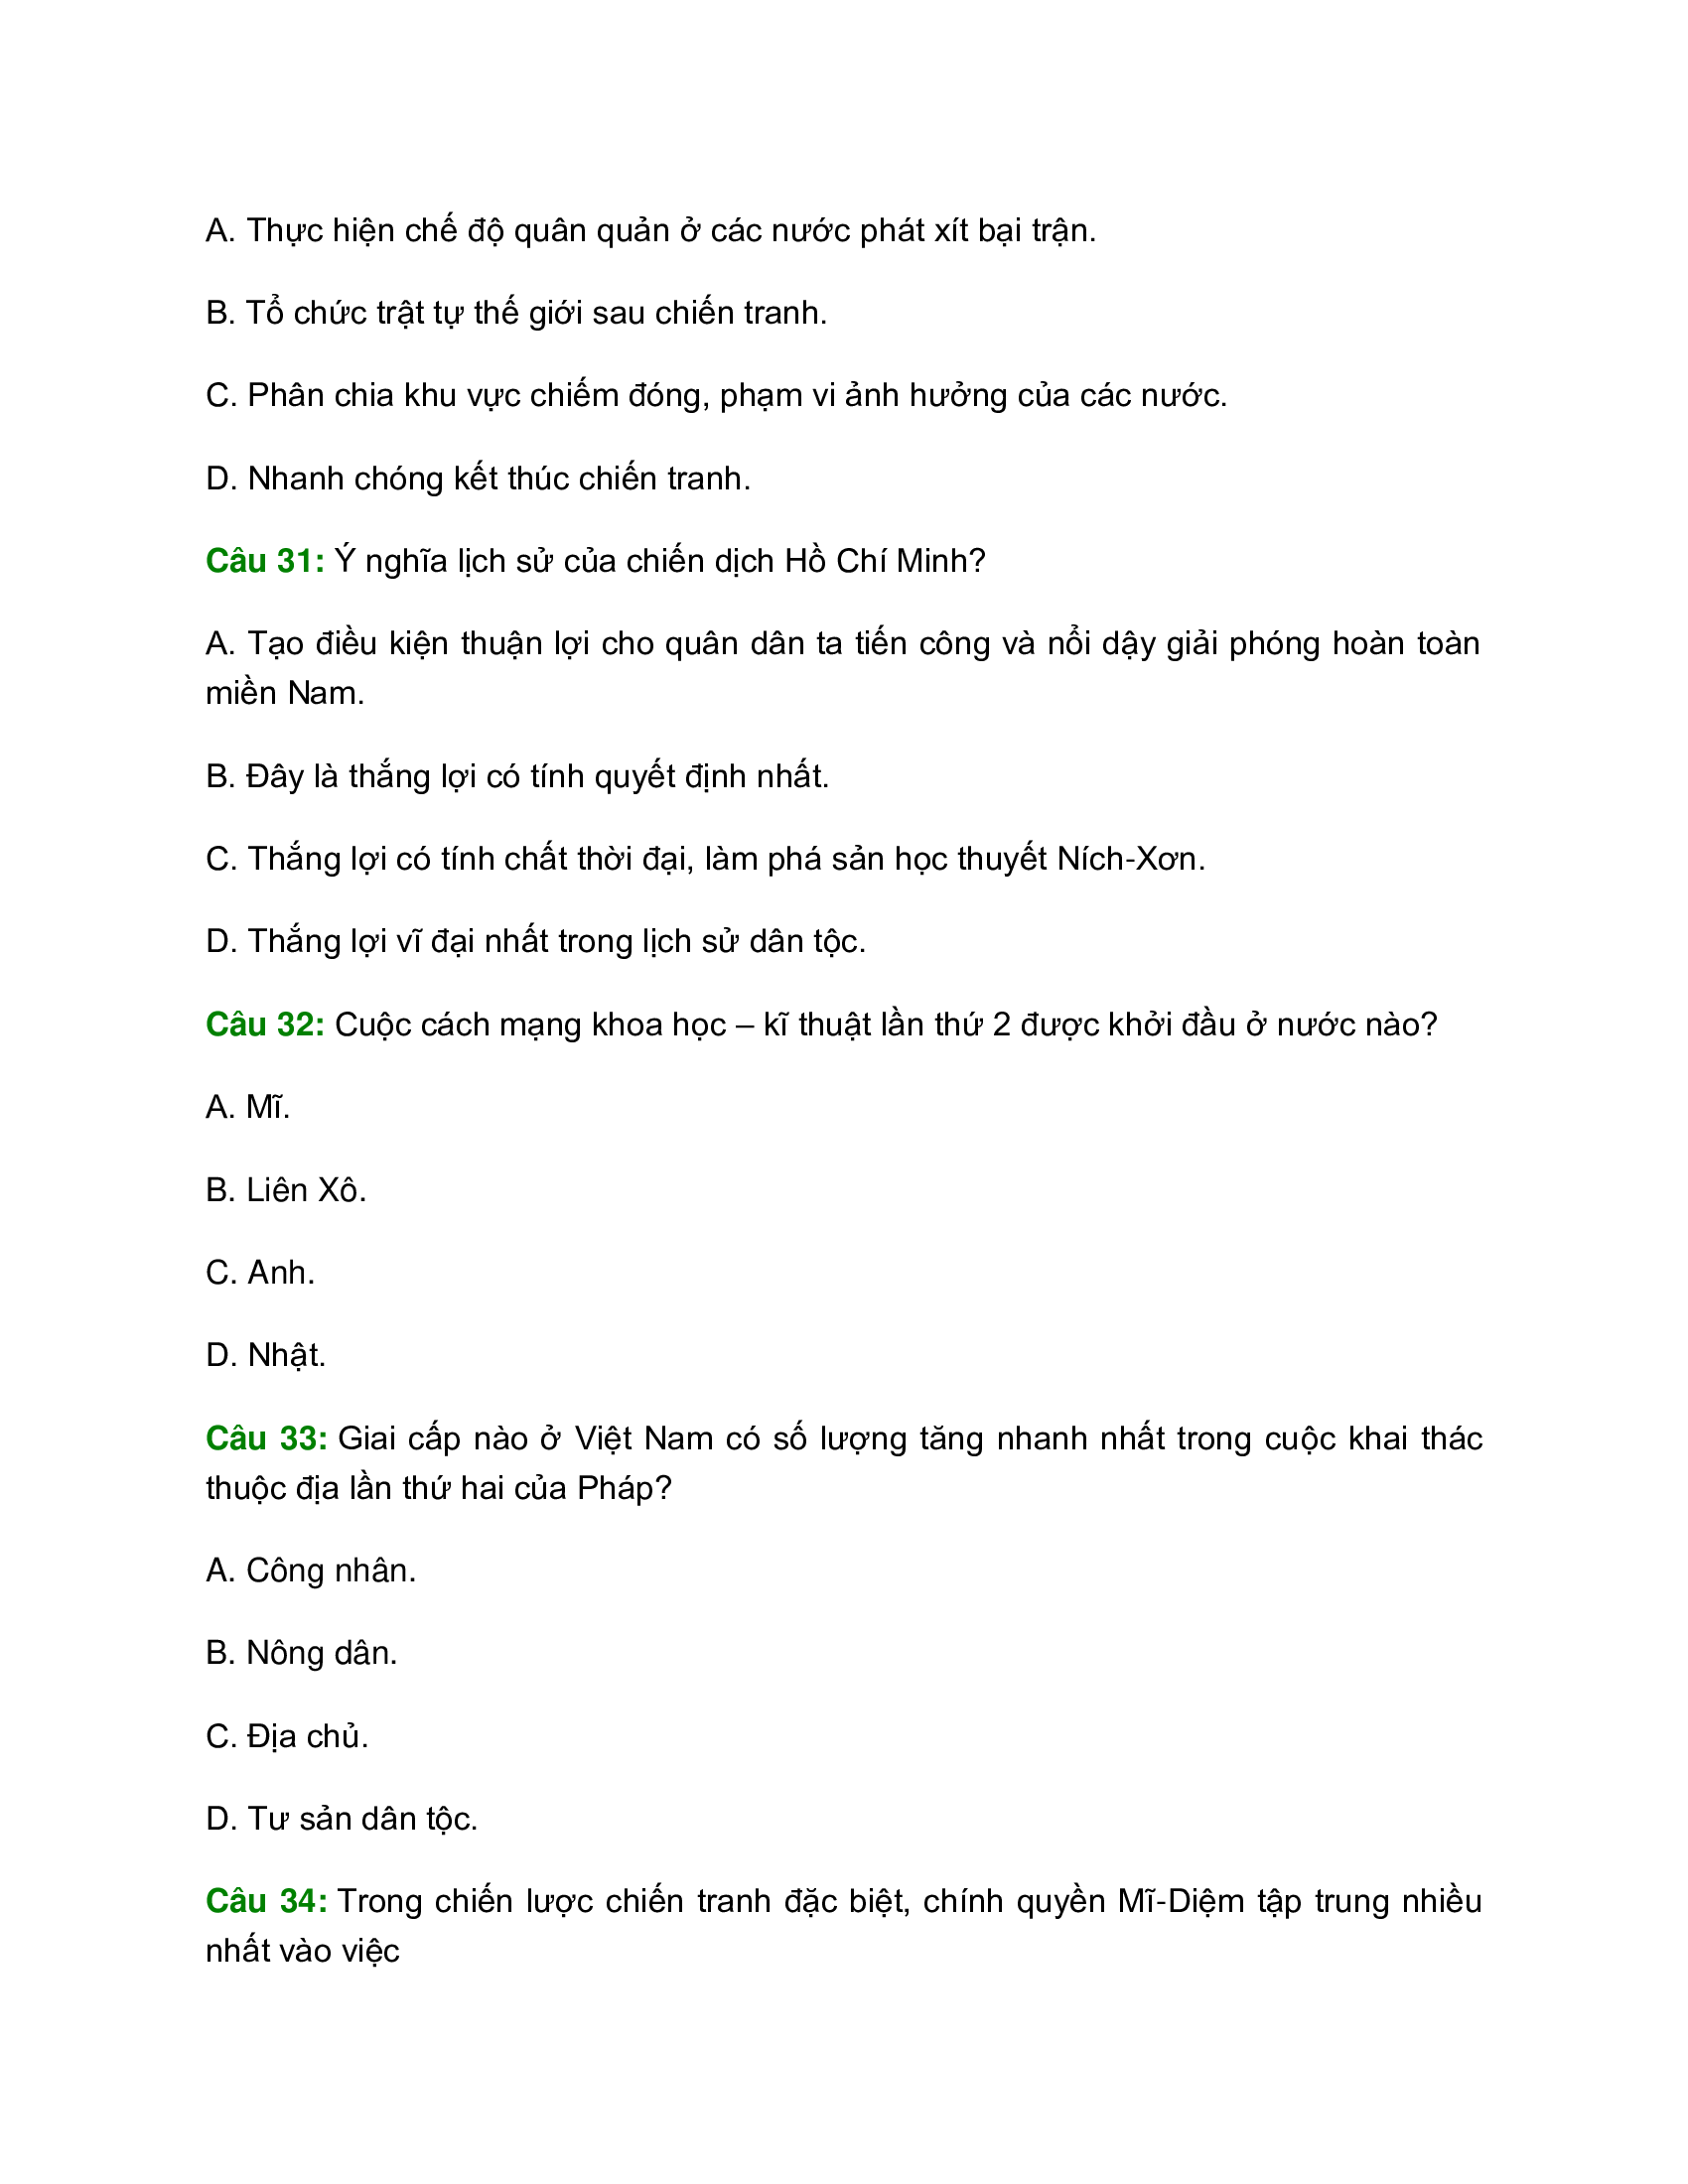 A. Thực hiện chế độ quân quản ở các nước phát xít bại trận.
B. Tổ chức trật tự thế giới sau chiến tranh.
C. Phân chia khu vực chiếm đóng, phạm vi ảnh hưởng của các nước.
D. Nhanh chóng kết thúc chiến tranh.
Câu 31: Ý nghĩa lịch sử của chiến dịch Hồ Chí Minh?
A. Tạo điều kiện thuận lợi cho quân dân ta tiến công và nổi dậy giải phóng hoàn toàn
miền Nam.
B. Đây là thắng lợi có tính quyết định nhất.
C. Thắng lợi có tính chất thời đại, làm phá sản học thuyết Ních-Xơn.
D. Thắng lợi vĩ đại nhất trong lịch sử dân tộc.
Câu 32: Cuộc cách mạng khoa học – kĩ thuật lần thứ 2 được khởi đầu ở nước nào?
A. Mĩ.
B. Liên Xô.
C. Anh.
D. Nhật.
Câu 33: Giai cấp nào ở Việt Nam có số lượng tăng nhanh nhất trong cuộc khai thác
thuộc địa lần thứ hai của Pháp?
A. Công nhân.
B. Nông dân.
C. Địa chủ.
D. Tư sản dân tộc.
Câu 34: Trong chiến lược chiến tranh đặc biệt, chính quyền Mĩ-Diệm tập trung nhiều
nhất vào việc